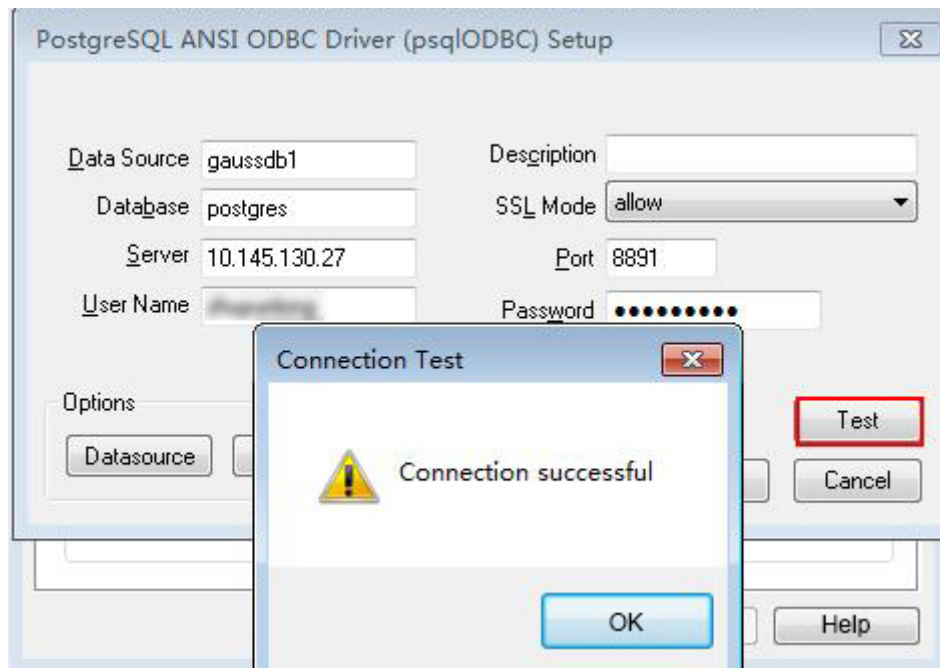 PostgreSQL ANSI ODBC Driver (psqlODBC) Setup
Data Source gaussdb1 Description
Database postgres SSL Mode allow
Server 10.145.130.27 Port 8891
User Name Password ●●●●●●●●●
Connection Test
Options
Test
Datasource
Connection successful
Cancel
OK
Help